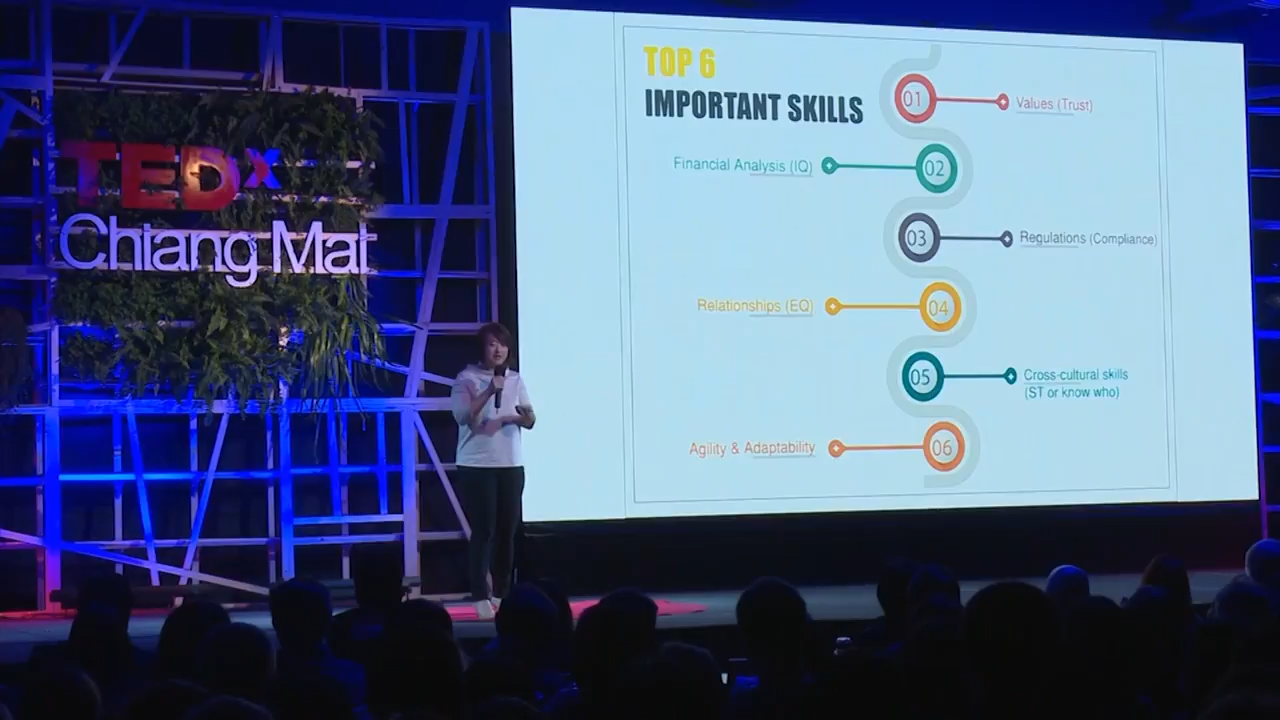 TEDx
Chiang Mai
TOP 6
IMPORTANT SKILLS
01
Values (Trust)
Financial Analysis (IQ)
02
03
Regulations (Compliance)
Relationships (EQ)
04
05
Cross-cultural skills
(ST or know who)
Agility & Adaptability
06